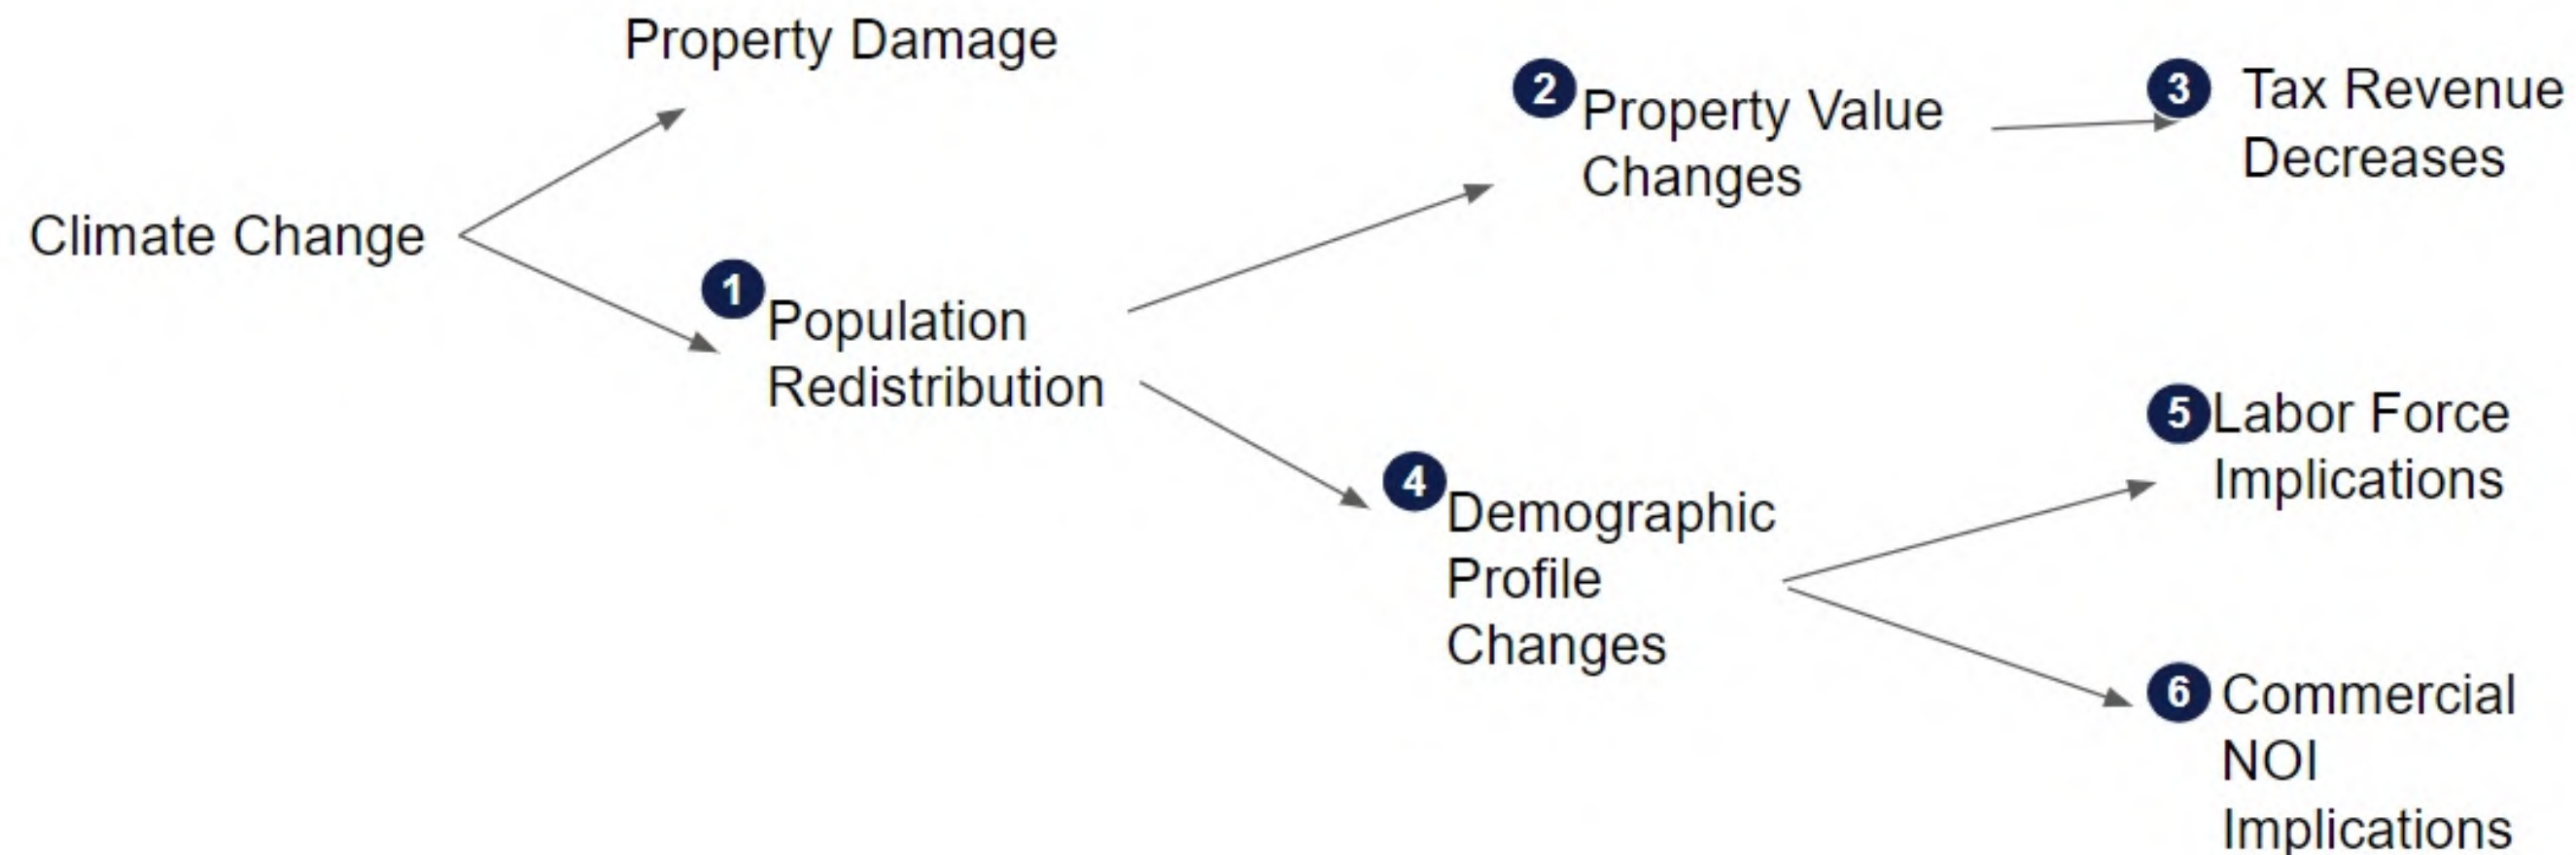 Property Damage
Climate Change
1
Population
Redistribution
2
Property Value
Changes
3
Tax Revenue
Decreases
4
Demographic
Profile
Changes
5
Labor Force
Implications
6
Commercial
NOI
Implications